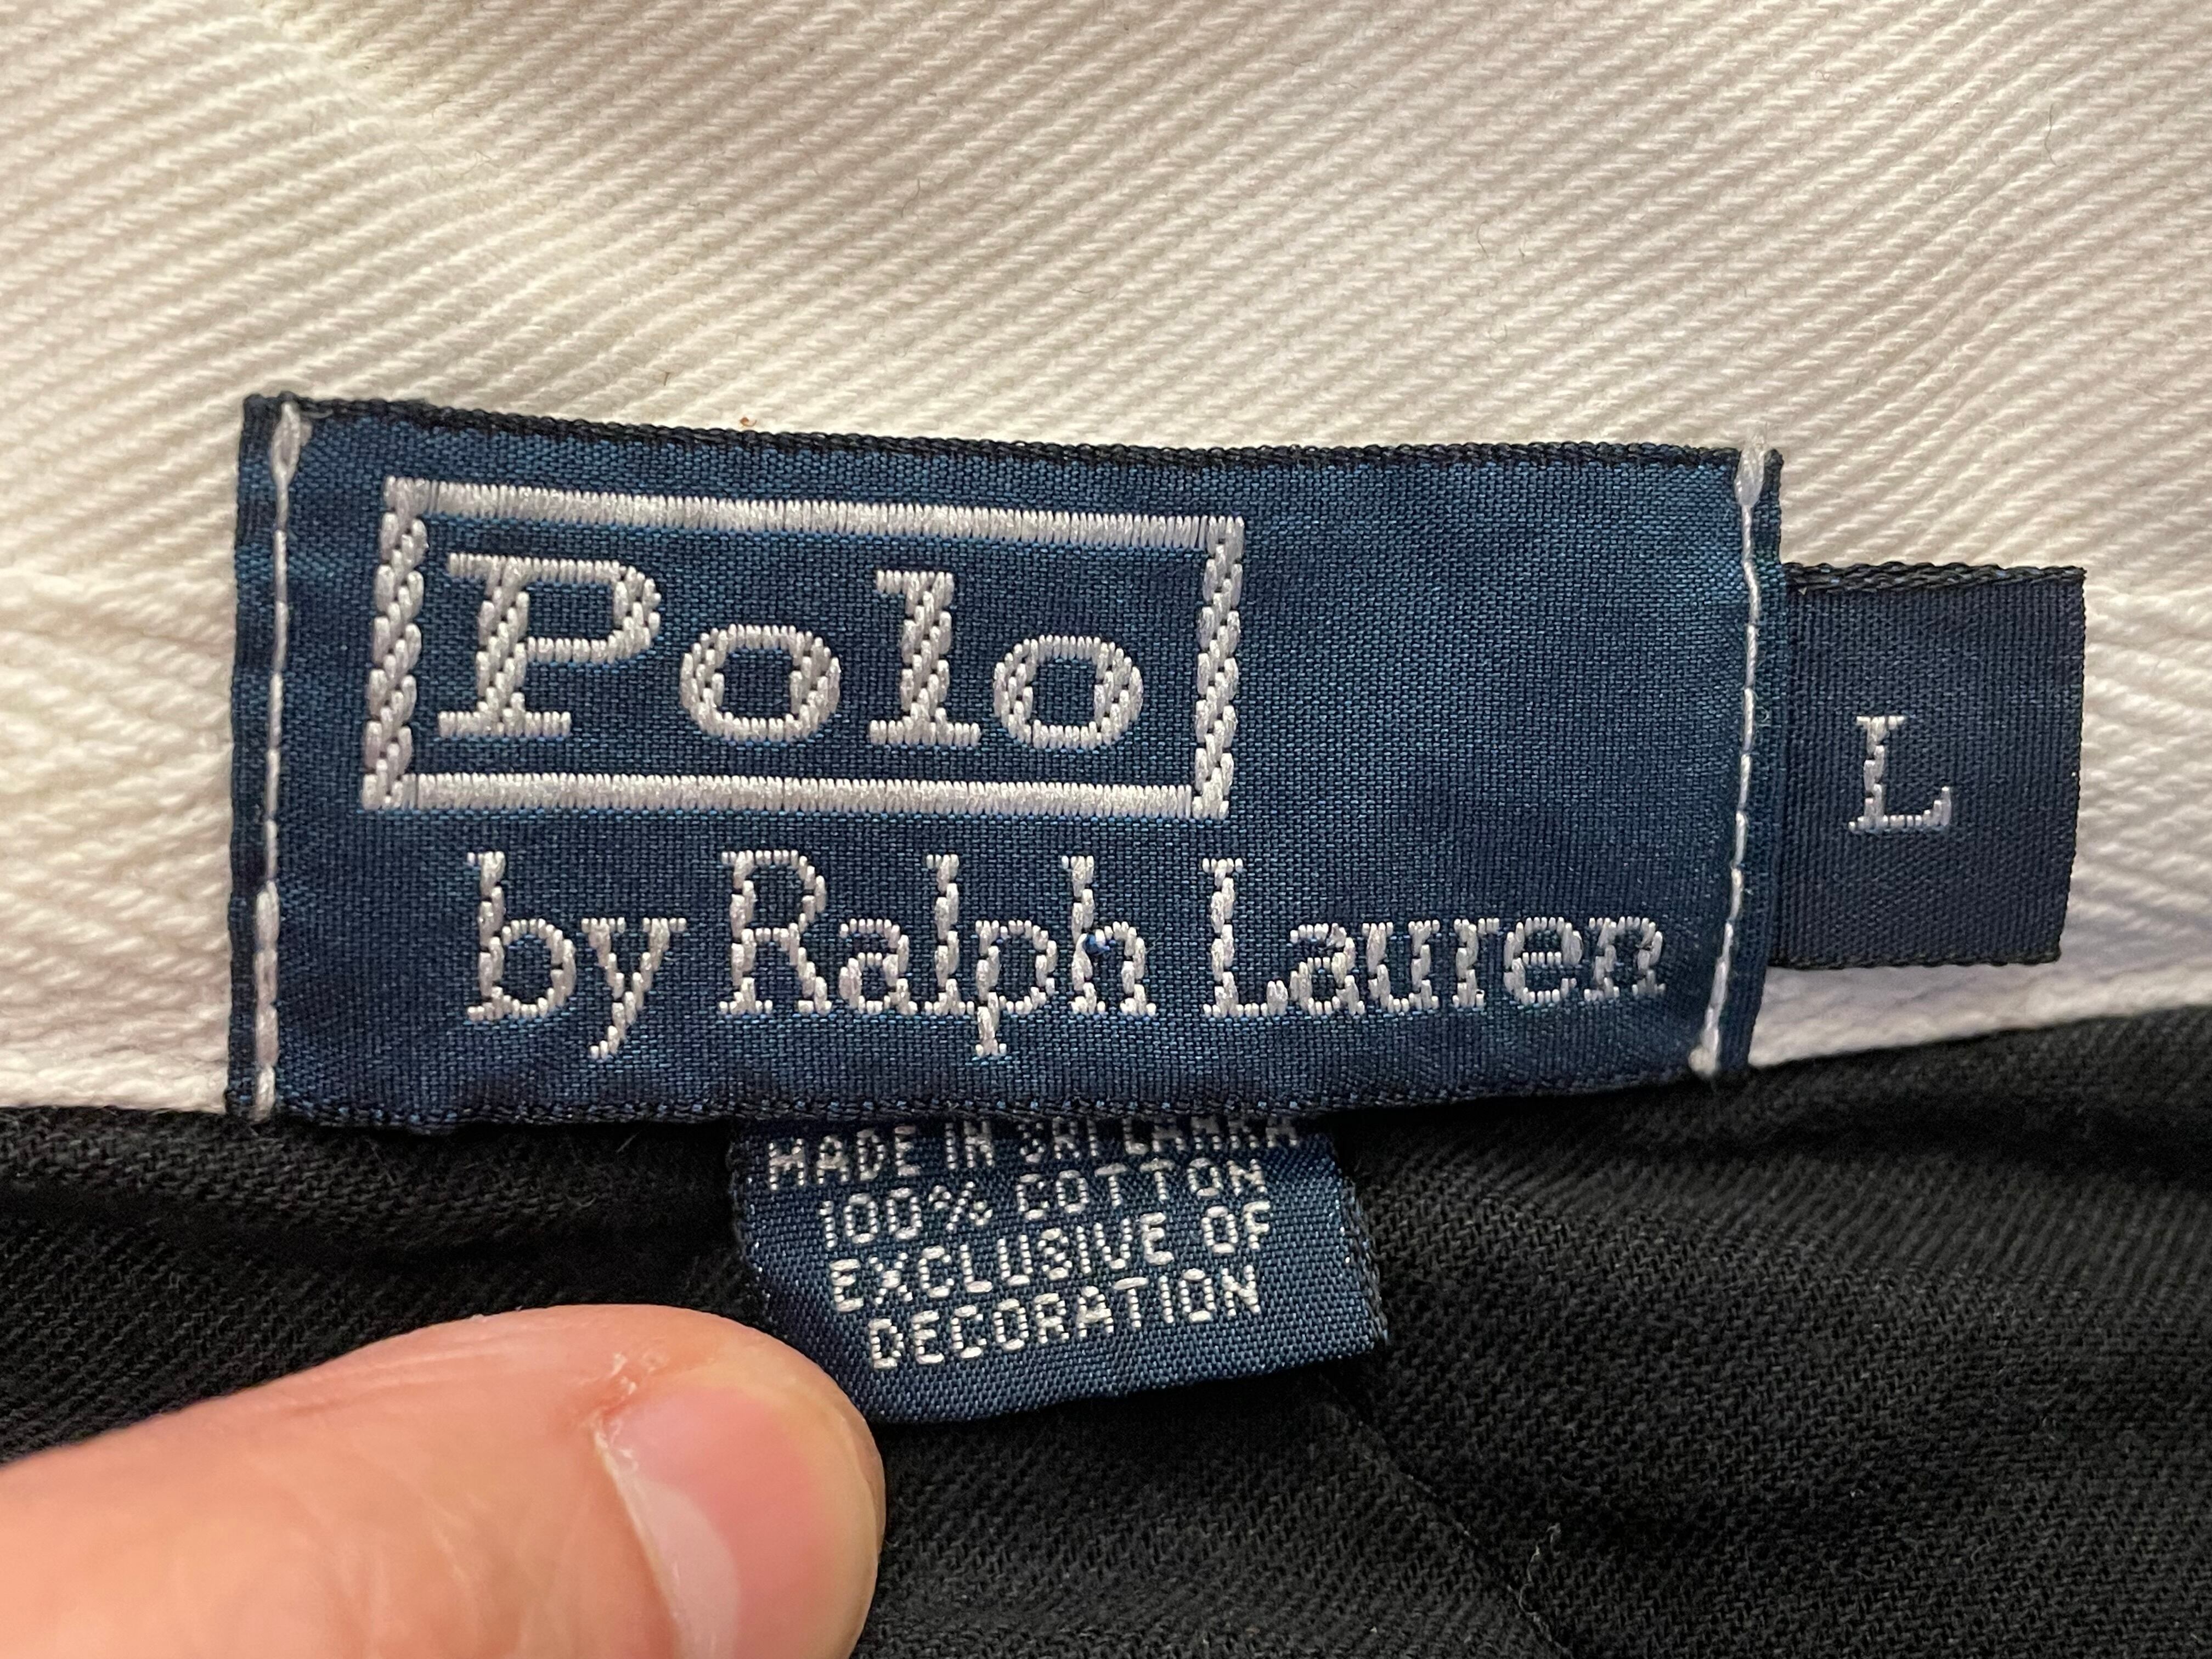 Polo
by Ralph Lauren
L
MADE IN SRI LANKA
100% COTTON
EXCLUSIVE OF
DECORATION